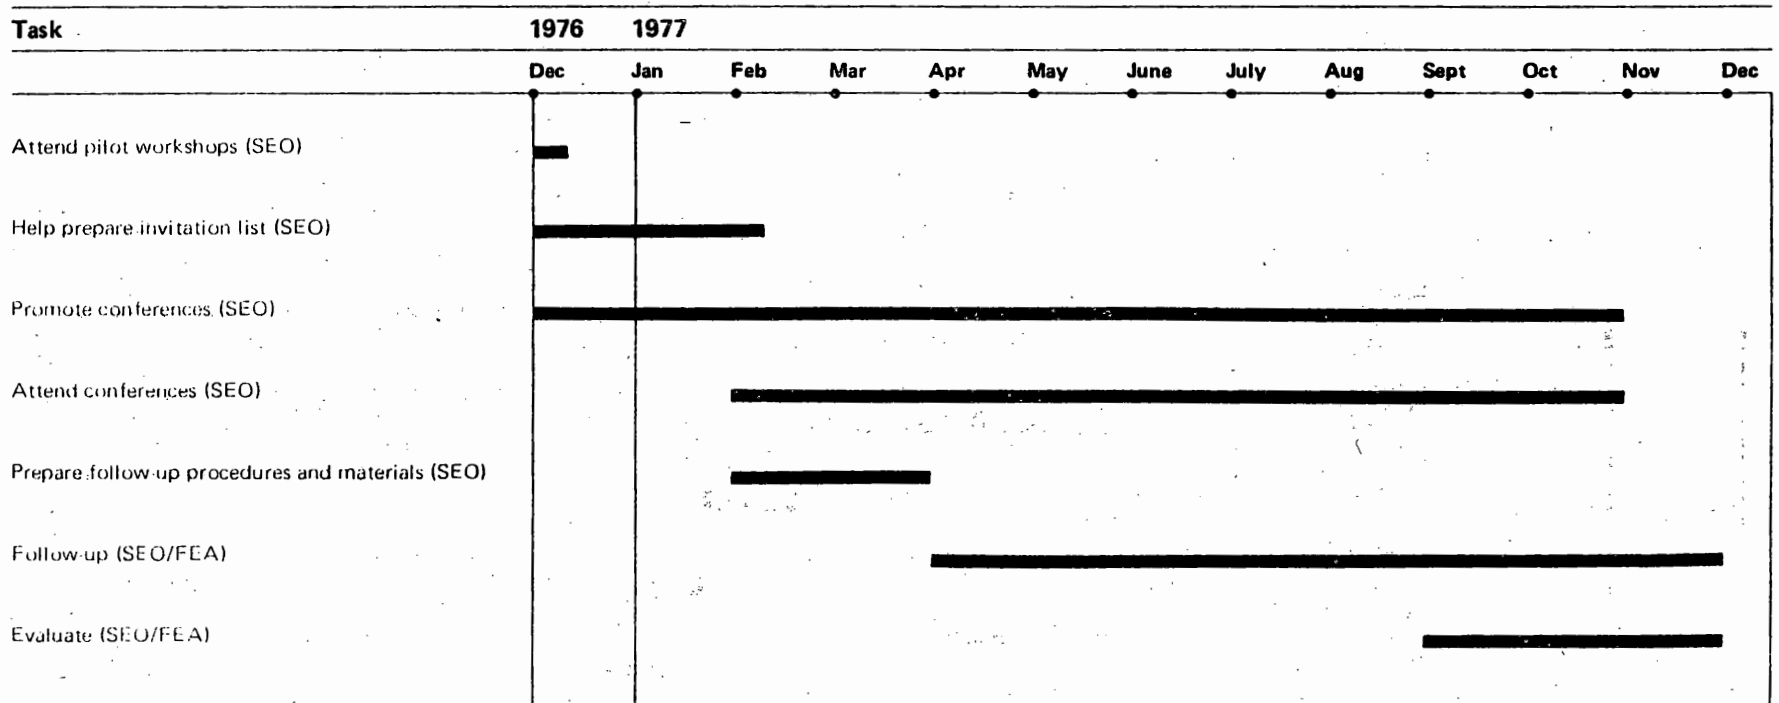 Task 1976 1977
Dec Jan Feb Mar Apr May June July Aug Sept Oct Nov Dec
Attend pilot workshops (SEO)
Help prepare invitation list (SEO)
Promote conferences (SEO)
Attend conferences (SEO)
Prepare follow-up procedures and materials (SEO)
Follow-up (SEO/FEA)
Evaluate (SEO/FEA)